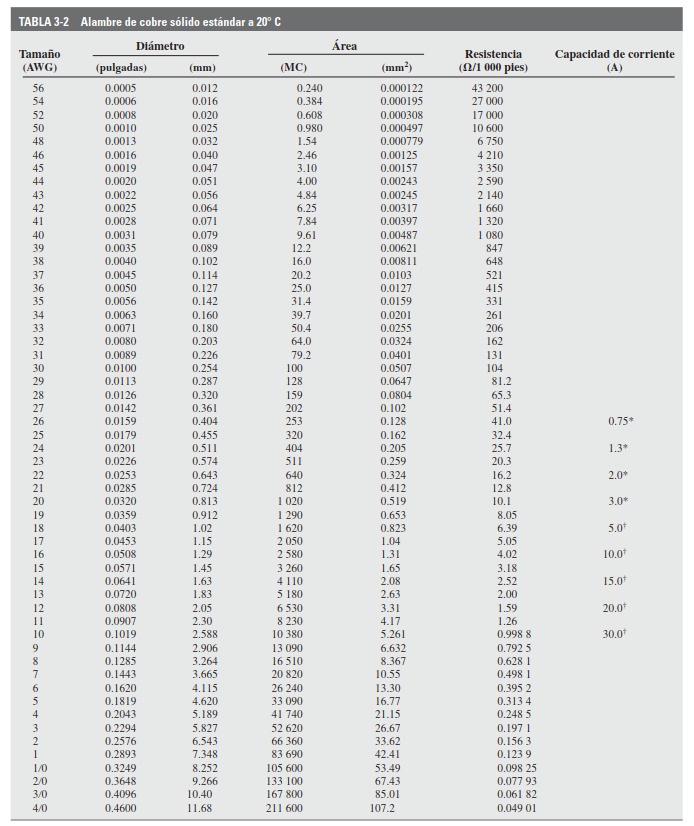 TABLA 3-2 Alambre de cobre sólido estándar a 20° C
Diámetro Área
Tamaño Resistencia Capacidad de corriente
(AWG) (pulgadas) (mm) (MC) (mm²) (Ω/1 000 pies) (A)
56 0.0005 0.012 0.240 0.000122 43 200
54 0.0006 0.016 0.384 0.000195 27 000
52 0.0008 0.020 0.608 0.000308 17 000
50 0.0010 0.025 0.980 0.000497 10 600
48 0.0013 0.032 1.54 0.000779 6 750
46 0.0016 0.040 2.46 0.00125 4 210
45 0.0019 0.047 3.10 0.00157 3 350
44 0.0020 0.051 4.00 0.00243 2 590
43 0.0022 0.056 4.84 0.00245 2 140
42 0.0025 0.064 6.25 0.00317 1 660
41 0.0028 0.071 7.84 0.00397 1 320
40 0.0031 0.079 9.61 0.00487 1 080
39 0.0035 0.089 12.2 0.00621 847
38 0.0040 0.102 16.0 0.00811 648
37 0.0045 0.114 20.2 0.0103 521
36 0.0050 0.127 25.0 0.0127 415
35 0.0056 0.142 31.4 0.0159 331
34 0.0063 0.160 39.7 0.0201 261
33 0.0071 0.180 50.4 0.0255 206
32 0.0080 0.203 64.0 0.0324 162
31 0.0089 0.226 79.2 0.0401 131
30 0.0100 0.254 100 0.0507 104
29 0.0113 0.287 128 0.0647 81.2
28 0.0126 0.320 159 0.0804 65.3
27 0.0142 0.361 202 0.102 51.4
26 0.0159 0.404 253 0.128 41.0 0.75*
25 0.0179 0.455 320 0.162 32.4
24 0.0201 0.511 404 0.205 25.7 1.3*
23 0.0226 0.574 511 0.259 20.3
22 0.0253 0.643 640 0.324 16.2 2.0*
21 0.0285 0.724 812 0.412 12.8
20 0.0320 0.813 1 020 0.519 10.1 3.0*
19 0.0359 0.912 1 290 0.653 8.05
18 0.0403 1.02 1 620 0.823 6.39 5.0†
17 0.0453 1.15 2 050 1.04 5.05
16 0.0508 1.29 2 580 1.31 4.02 10.0†
15 0.0571 1.45 3 260 1.65 3.18
14 0.0641 1.63 4 110 2.08 2.52 15.0†
13 0.0720 1.83 5 180 2.63 2.00
12 0.0808 2.05 6 530 3.31 1.59 20.0†
11 0.0907 2.30 8 230 4.17 1.26
10 0.1019 2.588 10 380 5.261 0.998 8 30.0†
9 0.1144 2.906 13 090 6.632 0.792 5
8 0.1285 3.264 16 510 8.367 0.628 1
7 0.1443 3.665 20 820 10.55 0.498 1
6 0.1620 4.115 26 240 13.30 0.395 2
5 0.1819 4.620 33 090 16.77 0.313 4
4 0.2043 5.189 41 740 21.15 0.248 5
3 0.2294 5.827 52 620 26.67 0.197 1
2 0.2576 6.543 66 360 33.62 0.156 3
1 0.2893 7.348 83 690 42.41 0.123 9
1/0 0.3249 8.252 105 600 53.49 0.098 25
2/0 0.3648 9.266 133 100 67.43 0.077 93
3/0 0.4096 10.40 167 800 85.01 0.061 82
4/0 0.4600 11.68 211 600 107.2 0.049 01